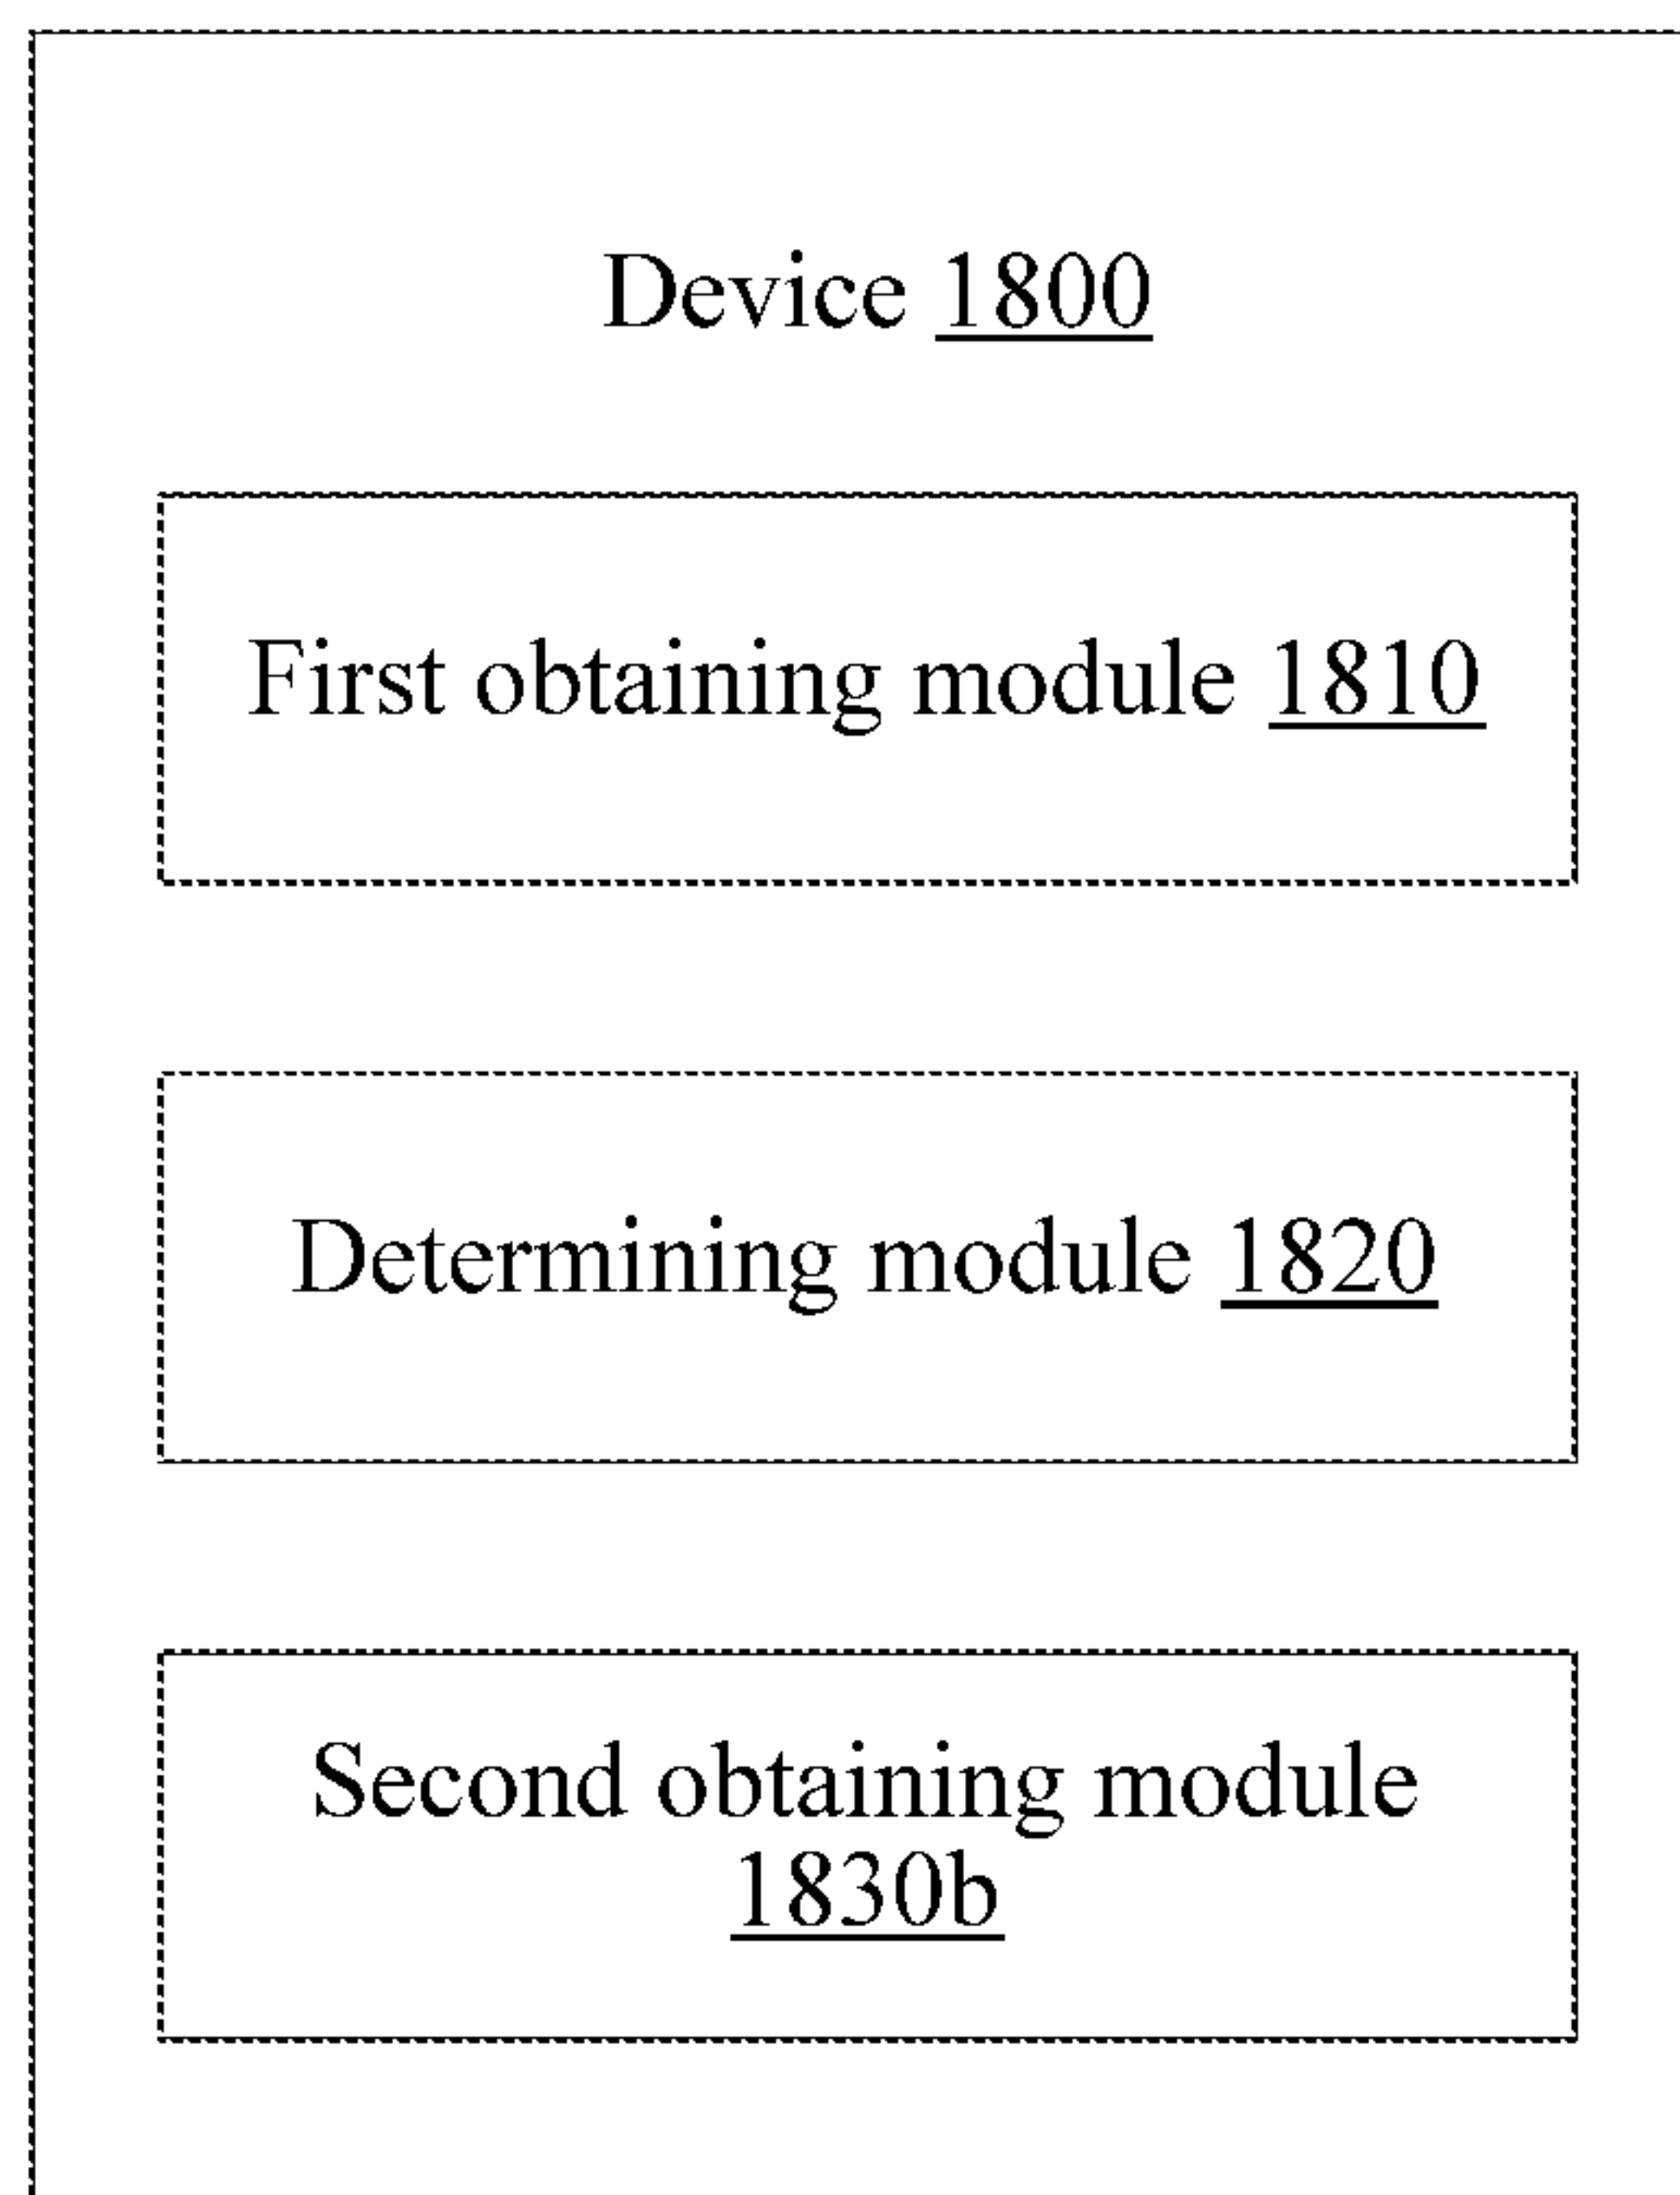 Device 1800
First obtaining module 1810
Determining module 1820
Second obtaining module
1830b